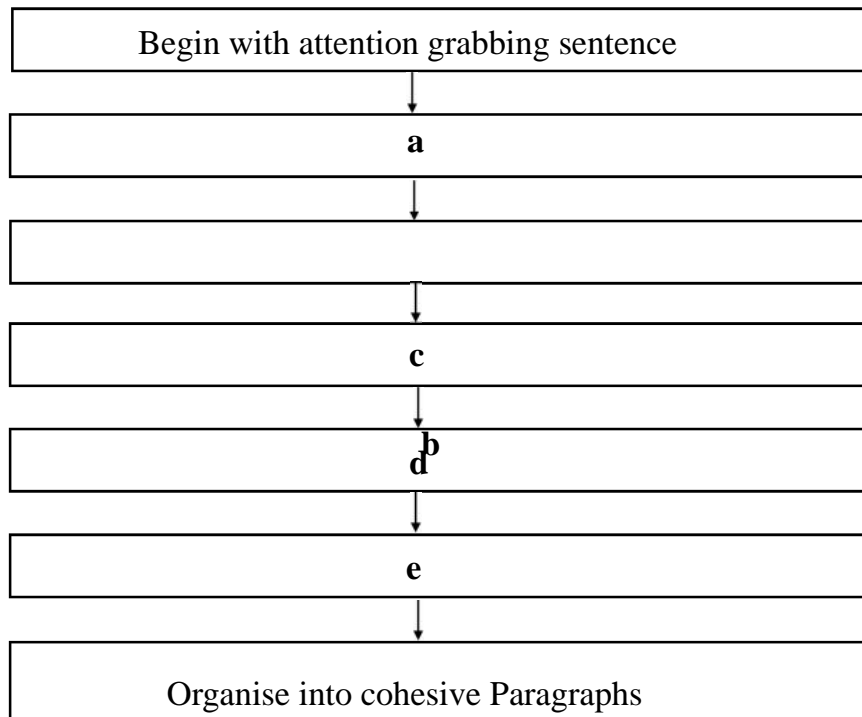 Begin with attention grabbing sentence
a
c
b
d
e
Organise into cohesive Paragraphs